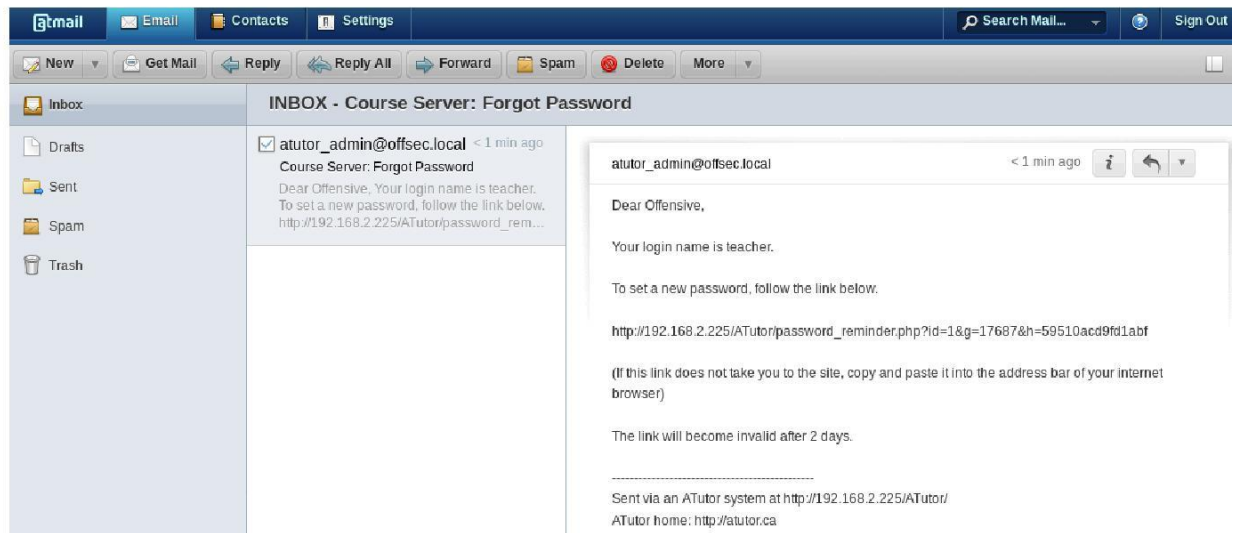 @tmail Email Contacts Settings Search Mail... Sign Out
New Get Mail Reply Reply All Forward Spam Delete More
Inbox
Drafts
Sent
Spam
Trash
INBOX - Course Server: Forgot Password
atutor_admin@offsec.local < 1 min ago
Course Server: Forgot Password
Dear Offensive, Your login name is teacher.
To set a new password, follow the link below.
http://192.168.2.225/ATutor/password_rem...
atutor_admin@offsec.local < 1 min ago i
Dear Offensive,
Your login name is teacher.
To set a new password, follow the link below.
http://192.168.2.225/ATutor/password_reminder.php?id=1&g=17687&h=59510acd9fd1abf
(If this link does not take you to the site, copy and paste it into the address bar of your internet
browser)
The link will become invalid after 2 days.
----------------------------------------------
Sent via an ATutor system at http://192.168.2.225/ATutor/
ATutor home: http://atutor.ca